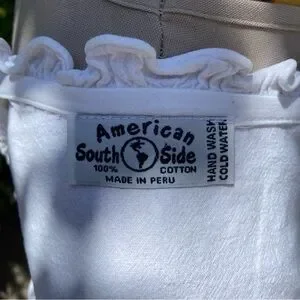 American
South Side
100% COTTON
MADE IN PERU
HAND WASH
COLD WATER